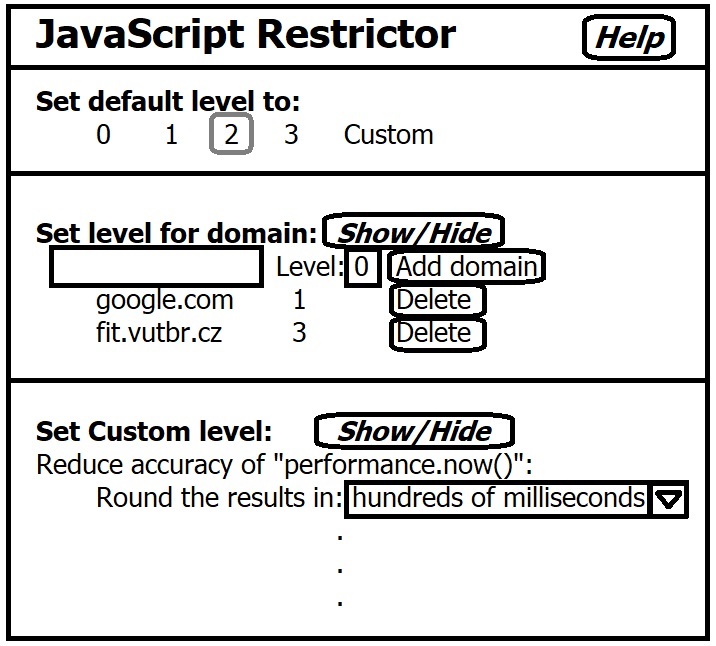 JavaScript Restrictor Help
Set default level to:
0 1 2 3 Custom
Set level for domain: Show/Hide
Level: 0 Add domain
google.com 1 Delete
fit.vutbr.cz 3 Delete
Set Custom level: Show/Hide
Reduce accuracy of "performance.now()":
Round the results in: hundreds of milliseconds
.
.
.